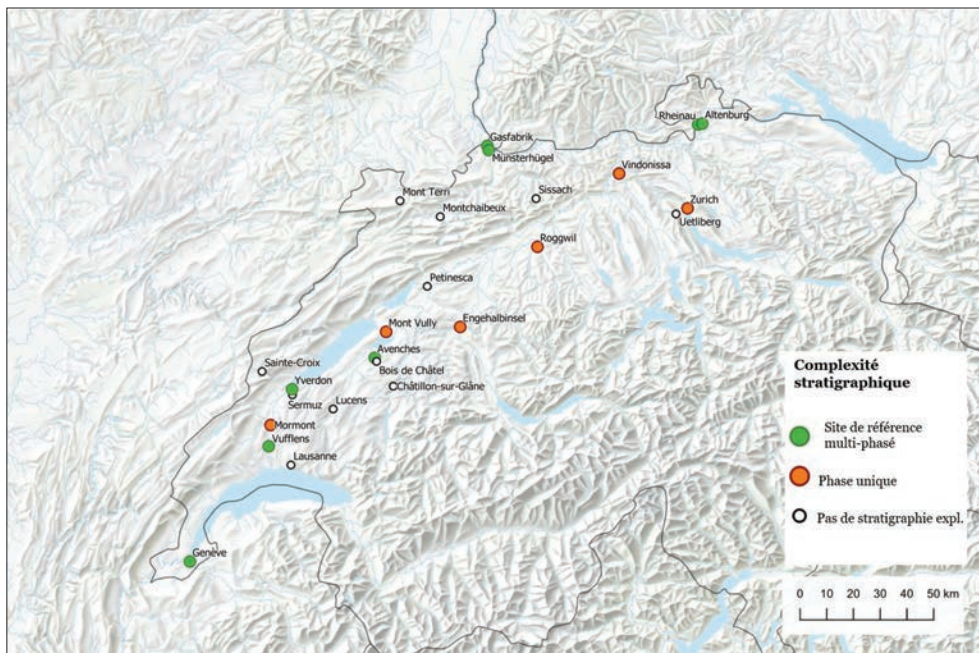 Rheinau
Altenburg
Gasfabrik
Münsterhügel
Vindonissa
Mont Terri
Sissach
Zurich
Montchaibeux
Uetliberg
Roggwil
Petinesca
Mont Vully
Engehalbinsel
Avenches
Sainte-Croix
Bois de Châtel
Yverdon
Châtillon-sur-Glâne
Sermuz
Lucens
Mormont
Vufflens
Lausanne
Genève
Complexité
stratigraphique
Site de référence
multi-phasé
Phase unique
Pas de stratigraphie expl.
0 10 20 30 40 50 km